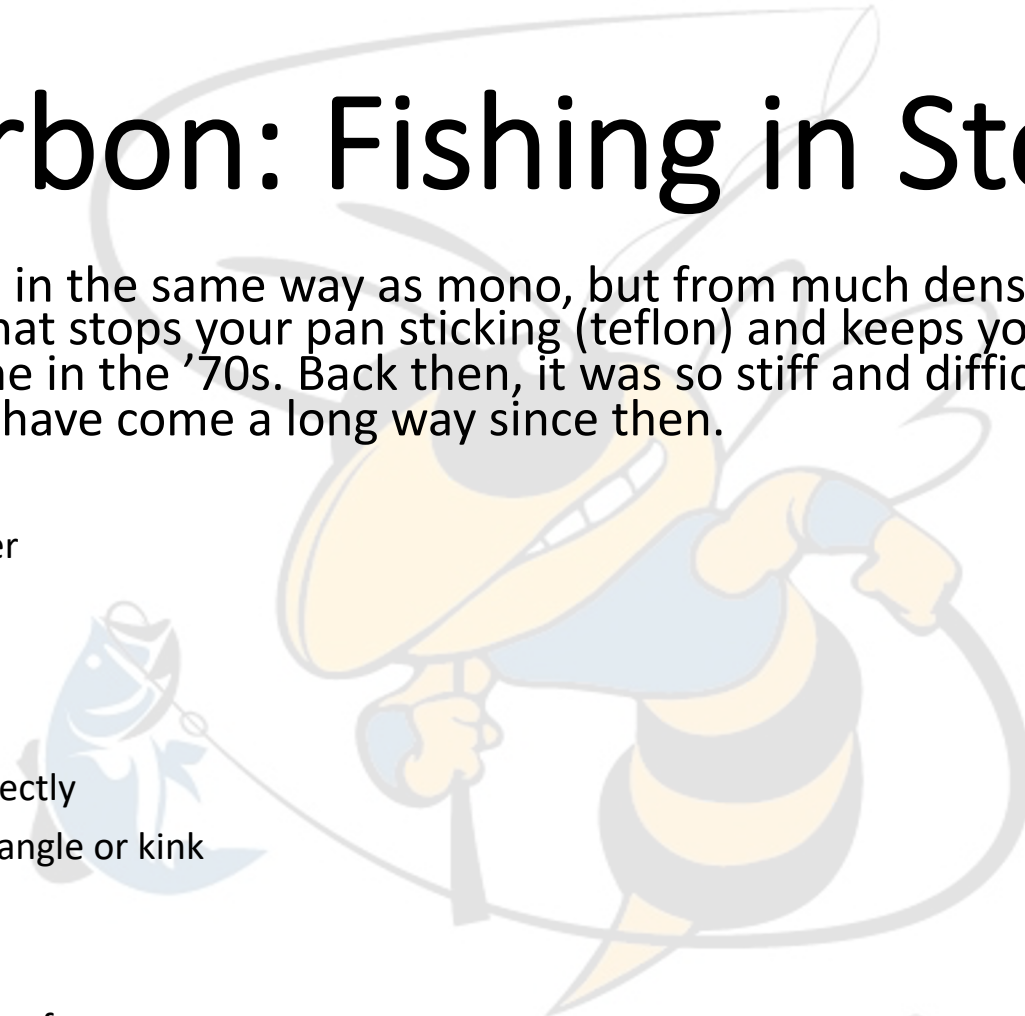 rbon: Fishing in St
in the same way as mono, but from much dens
hat stops your pan sticking (teflon) and keeps yo
e in the ’70s. Back then, it was so stiff and diffic
have come a long way since then.
er
ectly
angle or kink